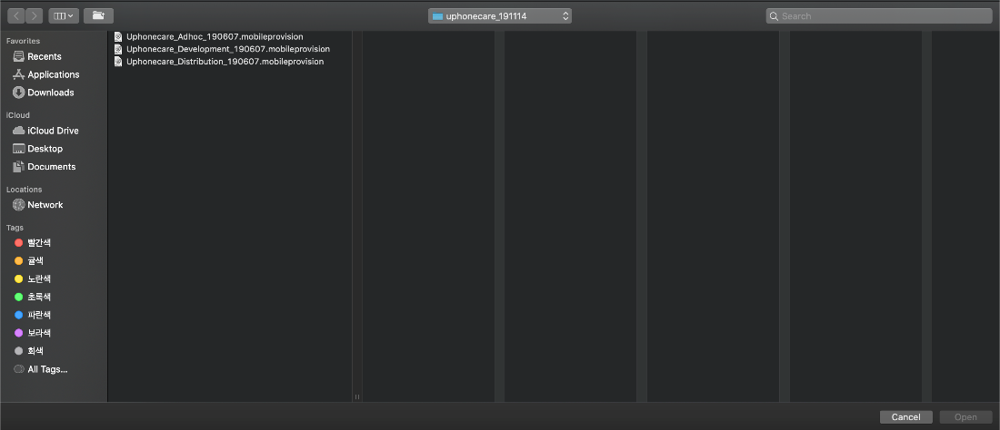 uphonecare_191114
Search
Favorites
Recents
Applications
Downloads
iCloud
iCloud Drive
Desktop
Documents
Locations
Network
Tags
빨간색
귤색
노란색
초록색
파란색
보라색
회색
All Tags...
Uphonecare_Adhoc_190607.mobileprovision
Uphonecare_Development_190607.mobileprovision
Uphonecare_Distribution_190607.mobileprovision
Cancel
Open